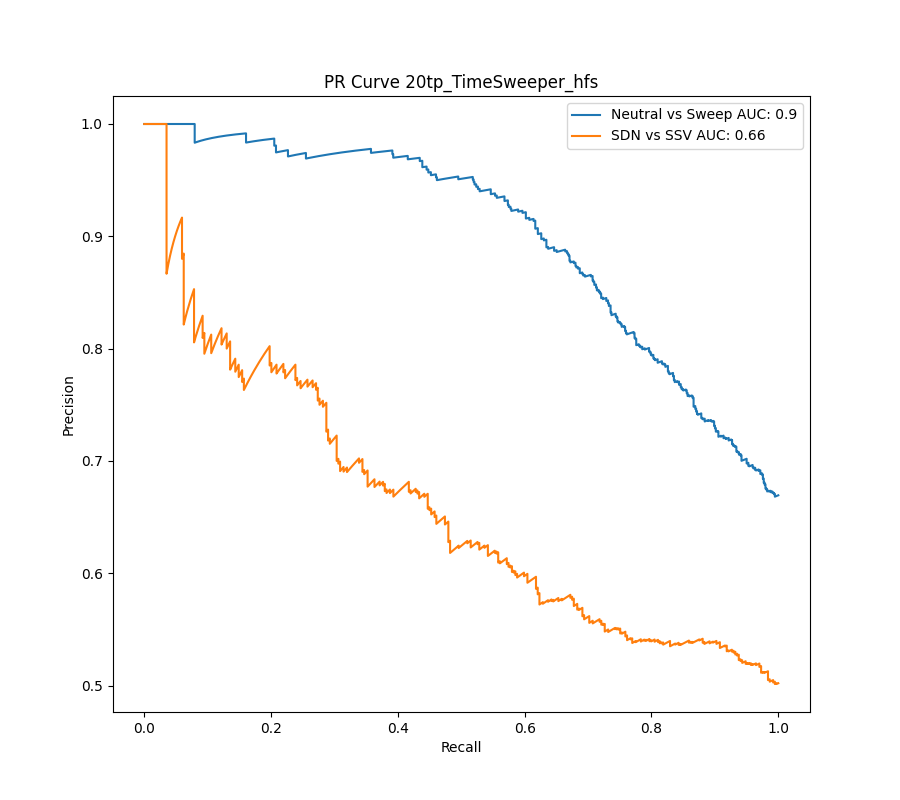 PR Curve 20tp_TimeSweeper_hfs
Neutral vs Sweep AUC: 0.9
SDN vs SSV AUC: 0.66
1.0
0.9
0.8
0.7
0.6
0.5
Precision
0.0 0.2 0.4 0.6 0.8 1.0
Recall